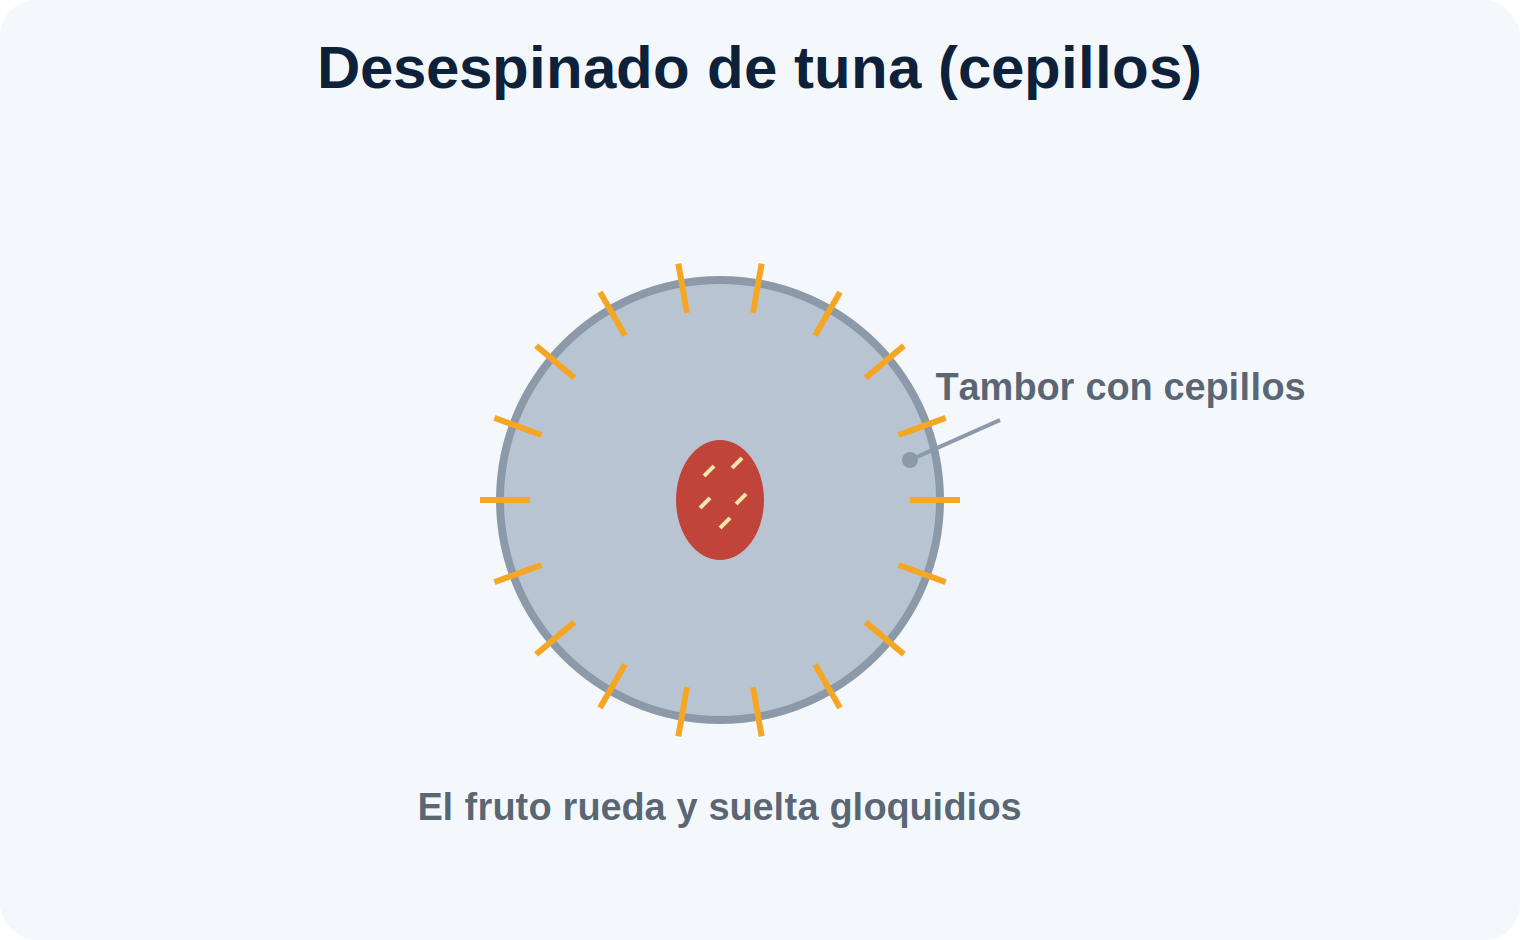 Desespinado de tuna (cepillos)
Tambor con cepillos
El fruto rueda y suelta gloquidios